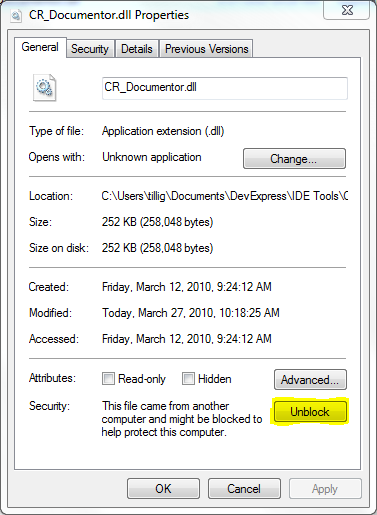 CR_Documentor.dll Properties
General Security Details Previous Versions
CR_Documentor.dll
Type of file: Application extension (.dll)
Opens with: Unknown application Change...
Location: C:\Users\tillig\Documents\DevExpress\IDE Tools\C
Size: 252 KB (258,048 bytes)
Size on disk: 252 KB (258,048 bytes)
Created: Friday, March 12, 2010, 9:24:12 AM
Modified: Today, March 27, 2010, 10:18:25 AM
Accessed: Friday, March 12, 2010, 9:24:12 AM
Attributes: Read-only Hidden Advanced...
Security: This file came from another
computer and might be blocked to
help protect this computer.
Unblock
OK Cancel Apply